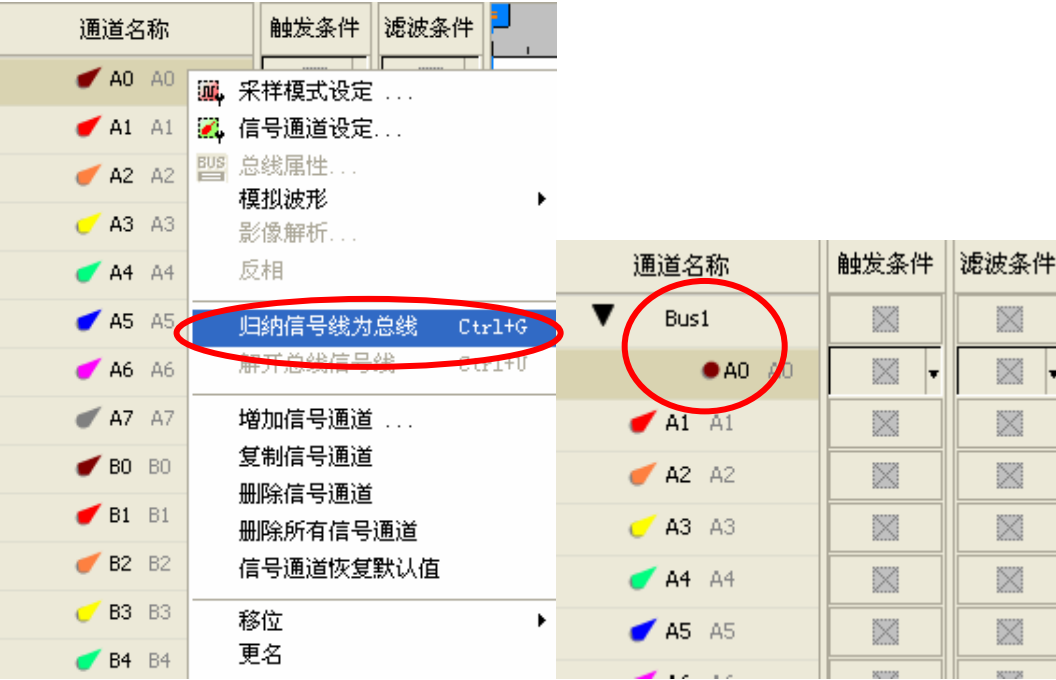 通道名称 触发条件 滤波条件
A0 A0
A1 A1
A2 A2
A3 A3
A4 A4
A5 A5
A6 A6
A7 A7
B0 B0
B1 B1
B2 B2
B3 B3
B4 B4
采样模式设定 ...
信号通道设定...
BUS 总线属性...
模拟波形
影像解析...
反相
归纳信号线为总线 Ctrl+G
解开总线信号线 Ctrl+U
增加信号通道 ...
复制信号通道
删除信号通道
删除所有信号通道
信号通道恢复默认值
移位
更名
通道名称 触发条件 滤波条件
Bus1
A0 A0
A1 A1
A2 A2
A3 A3
A4 A4
A5 A5